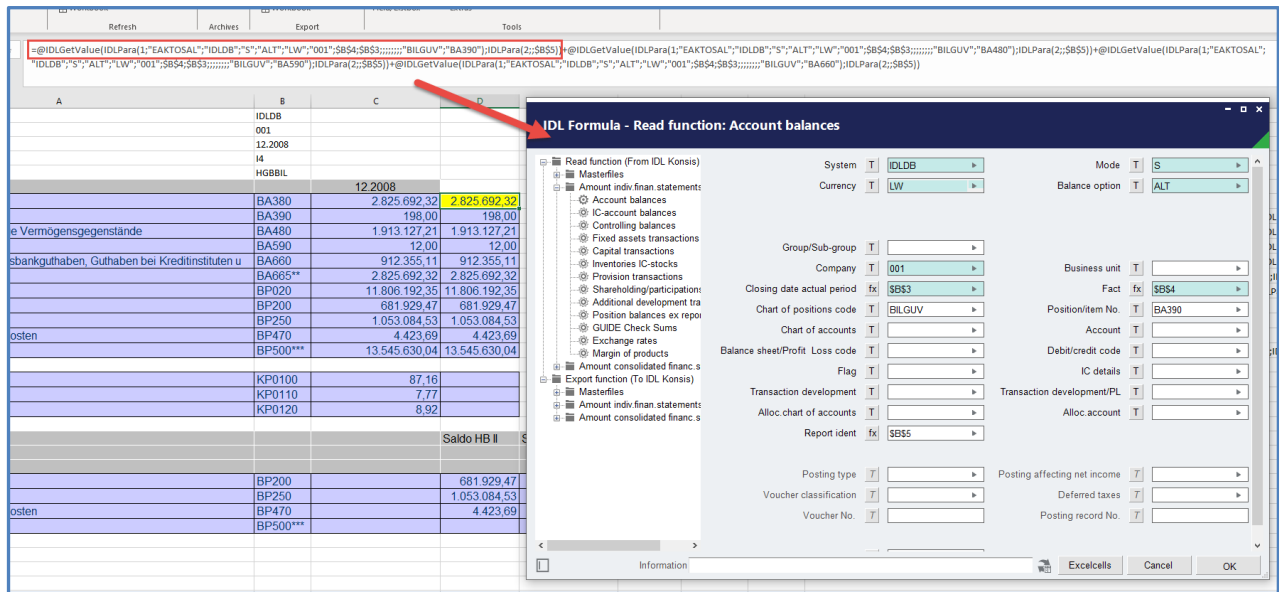 Refresh Archives Export Tools
=@IDLGetValue(IDLPara(1;"EAKTOSAL";"IDLDB";"S";"ALT";"LW";"001";$B$4;$B$3;;;;;;;;"BILGUV";"BA390");IDLPara(2;;$B$5))+@IDLGetValue(IDLPara(1;"EAKTOSAL";"IDLDB";"S";"ALT";"LW";"001";$B$4;$B$3;;;;;;;;"BILGUV";"BA480");IDLPara(2;;$B$5))+@IDLGetValue(IDLPara(1;"EAKTOSAL";
"IDLDB";"S";"ALT";"LW";"001";$B$4;$B$3;;;;;;;;"BILGUV";"BA590");IDLPara(2;;$B$5))+@IDLGetValue(IDLPara(1;"EAKTOSAL";"IDLDB";"S";"ALT";"LW";"001";$B$4;$B$3;;;;;;;;"BILGUV";"BA660");IDLPara(2;;$B$5))
A B C D
IDLDB
001
12.2008
I4
HGBBIL
12.2008
BA380 2.825.692,32 2.825.692,32
BA390 198,00 198,00
e Vermögensgegenstände BA480 1.913.127,21 1.913.127,21
BA590 12,00 12,00
sbankguthaben, Guthaben bei Kreditinstituten u BA660 912.355,11 912.355,11
BA665** 2.825.692,32 2.825.692,32
BP020 11.806.192,35 11.806.192,35
BP200 681.929,47 681.929,47
BP250 1.053.084,53 1.053.084,53
osten BP470 4.423,69 4.423,69
BP500*** 13.545.630,04 13.545.630,04
KP0100 87,16
KP0110 7,77
KP0120 8,92
Saldo HB II
BP200 681.929,47
BP250 1.053.084,53
osten BP470 4.423,69
BP500***
IDL Formula - Read function: Account balances
Read function (From IDL Konsis)
Masterfiles
Amount indiv.finan.statements
Account balances
IC-account balances
Controlling balances
Fixed assets transactions
Capital transactions
Inventories IC-stocks
Provision transactions
Shareholding/participations
Additional development tra
Position balances ex repor
GUIDE Check Sums
Exchange rates
Margin of products
Amount consolidated financ.s
Export function (To IDL Konsis)
Masterfiles
Amount indiv.finan.statements
Amount consolidated financ.s
System T IDLDB Mode T S
Currency T LW Balance option T ALT
Group/Sub-group T
Company T 001 Business unit T
Closing date actual period fx $B$3 Fact fx $B$4
Chart of positions code T BILGUV Position/item No. T BA390
Chart of accounts T Account T
Balance sheet/Profit Loss code T Debit/credit code T
Flag T IC details T
Transaction development T Transaction development/PL T
Alloc.chart of accounts T Alloc.account T
Report ident fx $B$5
Posting type T Posting affecting net income T
Voucher classification T Deferred taxes T
Voucher No. T Posting record No. T
Information Excelcells Cancel OK